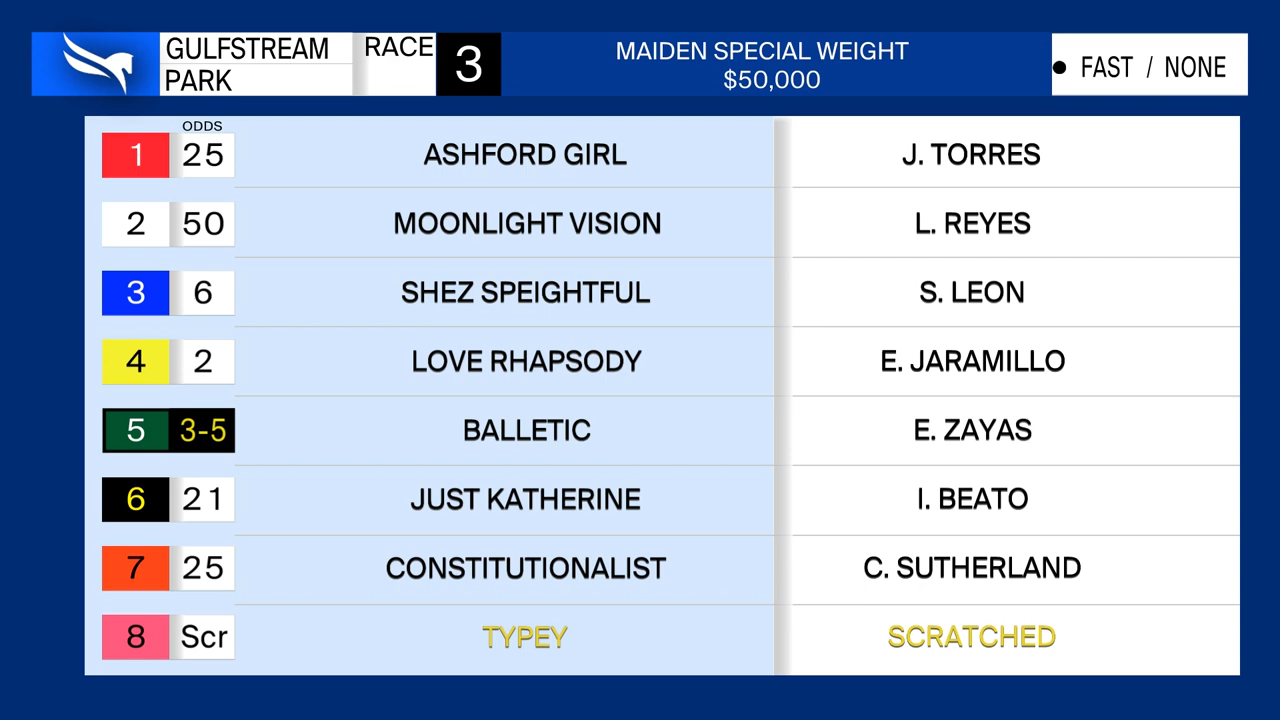 GULFSTREAM
PARK
RACE
3
MAIDEN SPECIAL WEIGHT
$50,000
● FAST / NONE
ODDS
1 25 ASHFORD GIRL J. TORRES
2 50 MOONLIGHT VISION L. REYES
3 6 SHEZ SPEIGHTFUL S. LEON
4 2 LOVE RHAPSODY E. JARAMILLO
5 3-5 BALLETIC E. ZAYAS
6 21 JUST KATHERINE I. BEATO
7 25 CONSTITUTIONALIST C. SUTHERLAND
8 Scr TYPEY SCRATCHED